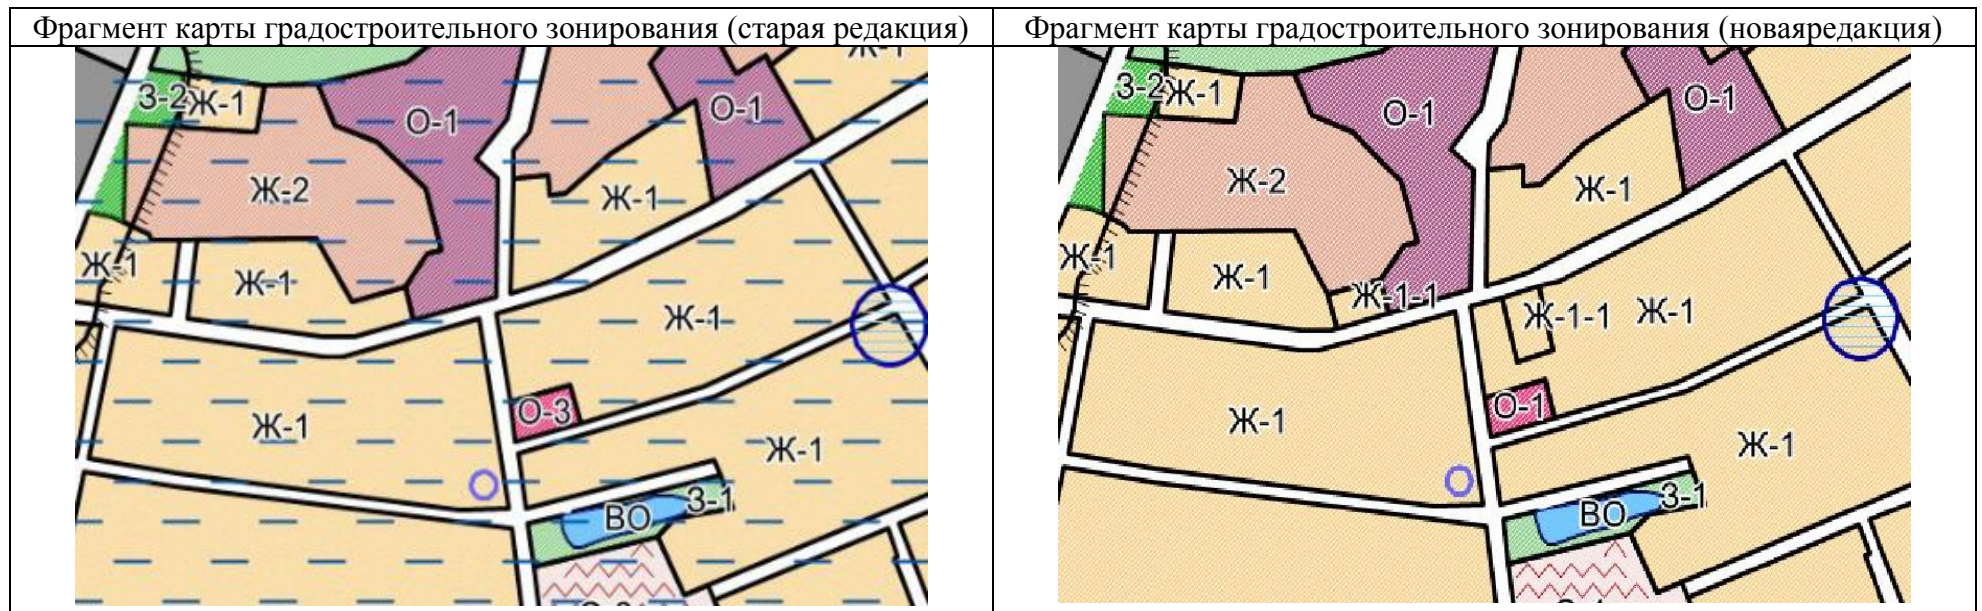 Фрагмент карты градостроительного зонирования (старая редакция)
Ж-1
З-2
Ж-1
О-1
О-1
Ж-2
Ж-1
Ж-1
Ж-1
Ж-1
О-3
Ж-1
Ж-1
З-1
ВО
Фрагмент карты градостроительного зонирования (новаяредакция)
З-2
Ж-1
О-1
О-1
Ж-2
Ж-1
Ж-1
Ж-1
Ж-1-1
Ж-1-1
Ж-1
О-1
Ж-1
Ж-1
З-1
ВО